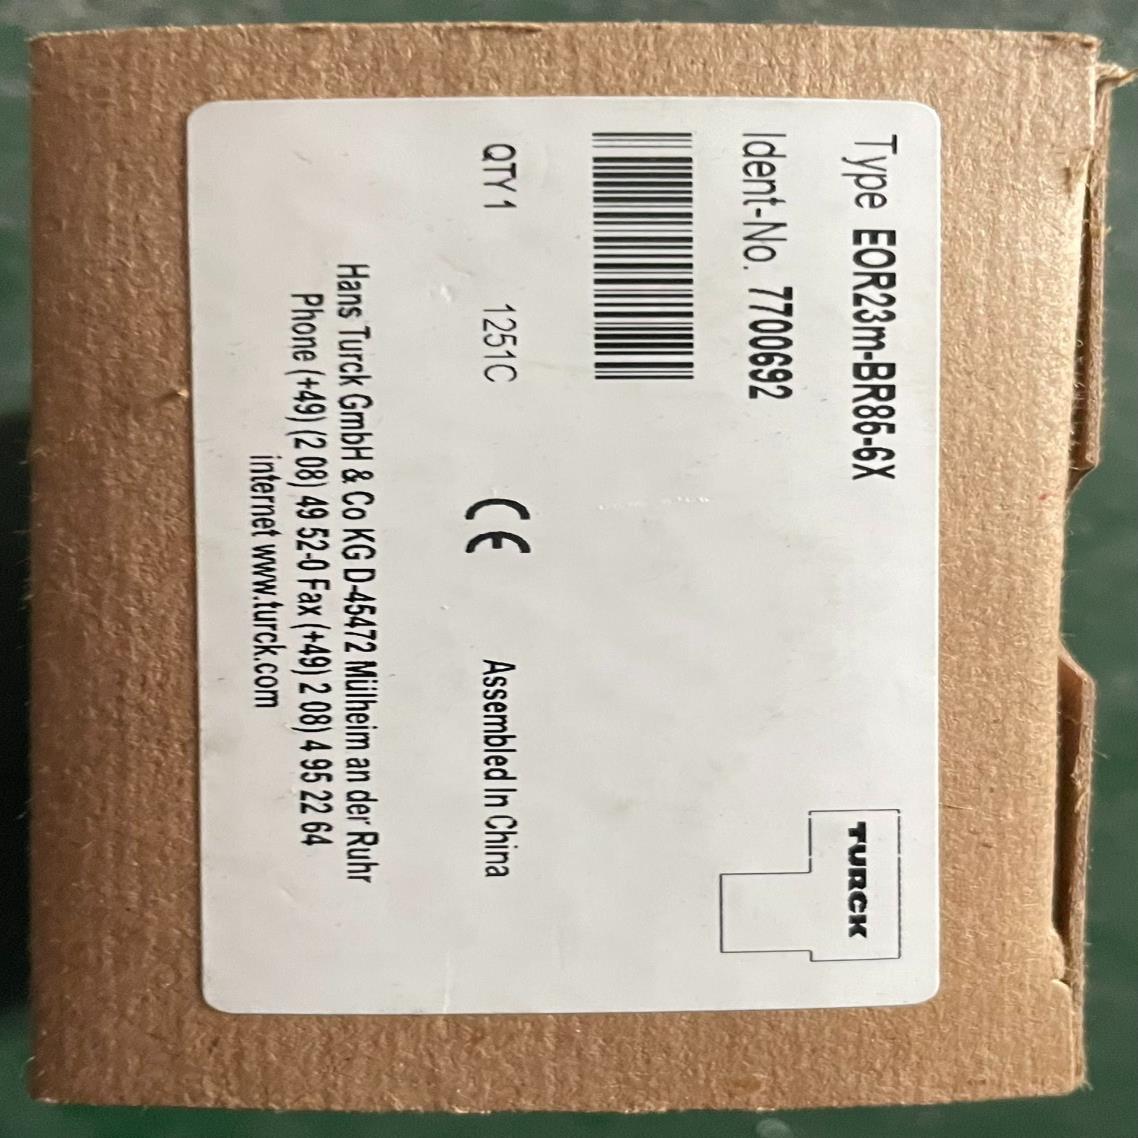 Type EOR23m-BR86-6X
TURCK
Ident-No. 7700692
QTY 1 1251C CE Assembled In China
Hans Turck GmbH & Co KG D-45472 Mülheim an der Ruhr
Phone (+49) (2 08) 49 52-0 Fax (+49) 2 08) 4 95 22 64
internet www.turck.com